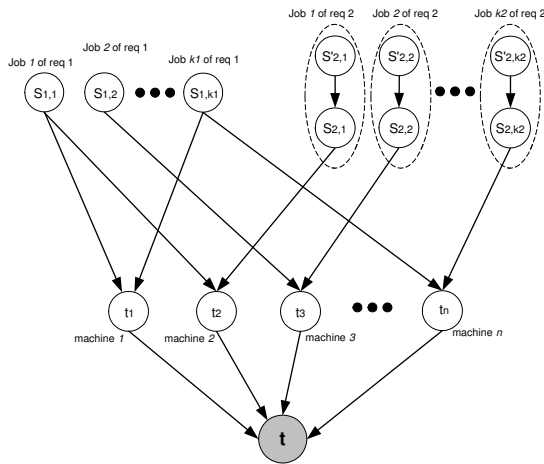 Job 1 of req 2
Job 2 of req 2
Job k2 of req 2
Job 1 of req 1
Job 2 of req 1
Job k1 of req 1
S'2,1
S'2,2
S'2,k2
S1,1
S1,2
S1,k1
S2,1
S2,2
S2,k2
t1
t2
t3
tn
machine 1
machine 2
machine 3
machine n
t